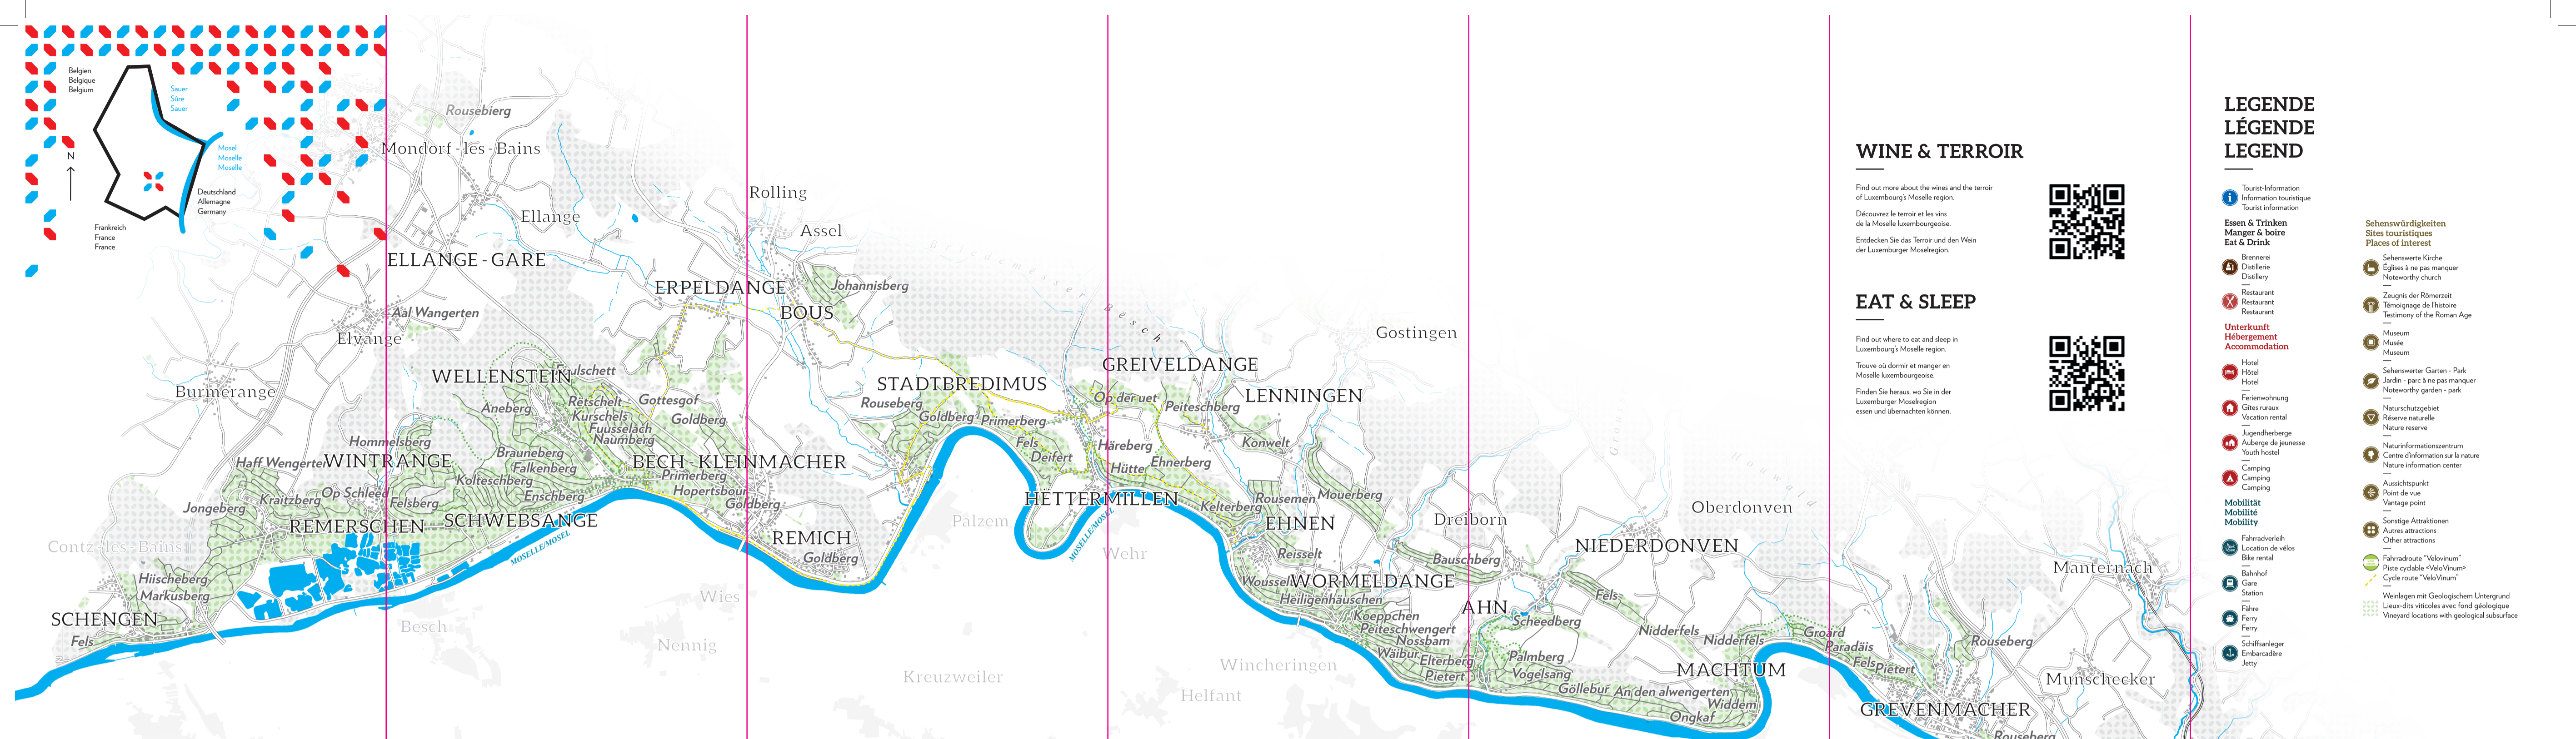 Belgien
Belgique
Belgium
Sauer
Sûre
Sauer
N
Mosel
Moselle
Moselle
Deutschland
Allemagne
Germany
Frankreich
France
France
Rousebierg
Mondorf-les-Bains
Ellange
ELLANGE-GARE
Aal Wangerten
Elvange
Burmerange
Rolling
Assel
ERPELDANGE
Johannisberg
BOUS
WELLENSTEIN
Aneberg
Rëtschelt
Kurschels
Fuusselach
Naumberg
Gottesgof
Goldberg
Hommelsberg
Haff Wengerten
WINTRANGE
Brauneberg
Falkenberg
Kolteschberg
Enschberg
BECH-KLEINMACHER
Primerberg
Hopertsbour
Goldberg
Jongeberg
Kraitzberg
Op Schleed
Felsberg
REMERSCHEN
SCHWEBSANGE
MOSELLE/MOSEL
REMICH
Goldberg
Contz-les-Bains
Hiischeberg
Markusberg
SCHENGEN
Fels
Besch
Wies
Nennig
Kreuzweiler
STADTBREDIMUS
Rouseberg
Goldberg
Primerberg
Fels
Deifert
Palzem
GREIVELDANGE
Op der uet
Peiteschberg
LENNINGEN
Gostingen
Häreberg
Hütte
Ehnerberg
Konwelt
HËTTERMILLEN
MOSELLE/MOSEL
Wehr
Kelterberg
Rousemen
Mouerberg
EHNEN
Reisselt
Wousselt
WORMELDANGE
Heiligenhäuschen
Koeppchen
Peiteschwengert
Nossbam
Wäibur
Elterberg
Pietert
Wincheringen
Helfant
Dreiborn
Bauschberg
AHN
Scheedberg
Palmberg
Vogelsang
Göllebur
An den alwengerten
Widdem
Ongkaf
Oberdonven
NIEDERDONVEN
Fels
Nidderfels
Nidderfels
MACHTUM
Groärd
Paradäis
Fels
Pietert
Rouseberg
GREVENMACHER
Rouseberg
Manternach
Munschecker
WINE & TERROIR
Find out more about the wines and the terroir
of Luxembourg's Moselle region.
Découvrez le terroir et les vins
de la Moselle luxembourgeoise.
Entdecken Sie das Terroir und den Wein
der Luxemburger Moselregion.
EAT & SLEEP
Find out where to eat and sleep in
Luxembourg's Moselle region.
Trouve où dormir et manger en
Moselle luxembourgeoise.
Finden Sie heraus, wo Sie in der
Luxemburger Moselregion
essen und übernachten können.
LEGENDE
LÉGENDE
LEGEND
Tourist-Information
Information touristique
Tourist information
Essen & Trinken
Manger & boire
Eat & Drink
Brennerei
Distillerie
Distillery
Restaurant
Restaurant
Restaurant
Unterkunft
Hébergement
Accommodation
Hotel
Hôtel
Hotel
Ferienwohnung
Gîtes ruraux
Vacation rental
Jugendherberge
Auberge de jeunesse
Youth hostel
Camping
Camping
Camping
Mobilität
Mobilité
Mobility
Fahrradverleih
Location de vélos
Bike rental
Bahnhof
Gare
Station
Fähre
Ferry
Ferry
Schiffsanleger
Embarcadère
Jetty
Sehenswürdigkeiten
Sites touristiques
Places of interest
Sehenswerte Kirche
Églises à ne pas manquer
Noteworthy church
Zeugnis der Römerzeit
Témoignage de l'histoire
Testimony of the Roman Age
Museum
Musée
Museum
Sehenswerter Garten - Park
Jardin - parc à ne pas manquer
Noteworthy garden - park
Naturschutzgebiet
Réserve naturelle
Nature reserve
Naturinformationszentrum
Centre d'information sur la nature
Nature information center
Aussichtspunkt
Point de vue
Vantage point
Sonstige Attraktionen
Autres attractions
Other attractions
Fahrradroute "Velovinum"
Piste cyclable «VeloVinum»
Cycle route "VeloVinum"
Weinlagen mit Geologischem Untergrund
Lieux-dits viticoles avec fond géologique
Vineyard locations with geological subsurface